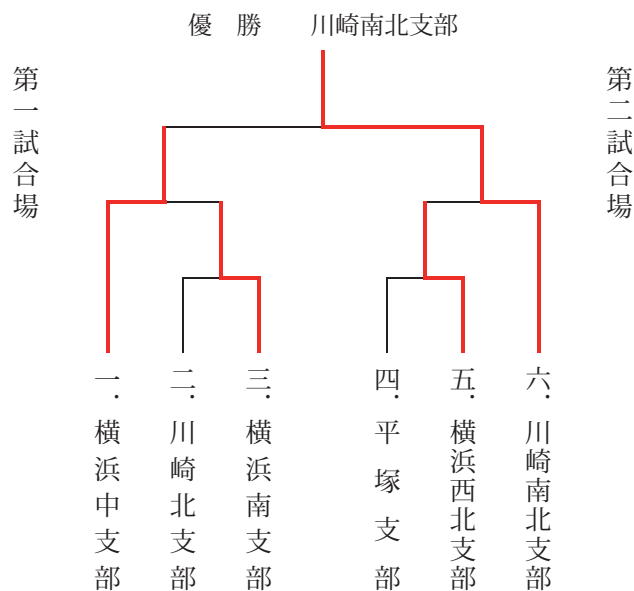 優　勝　　川崎南北支部
第一試合場
第二試合場
一．横浜中支部
二．川崎北支部
三．横浜南支部
四．平塚支部
五．横浜西北支部
六．川崎南北支部